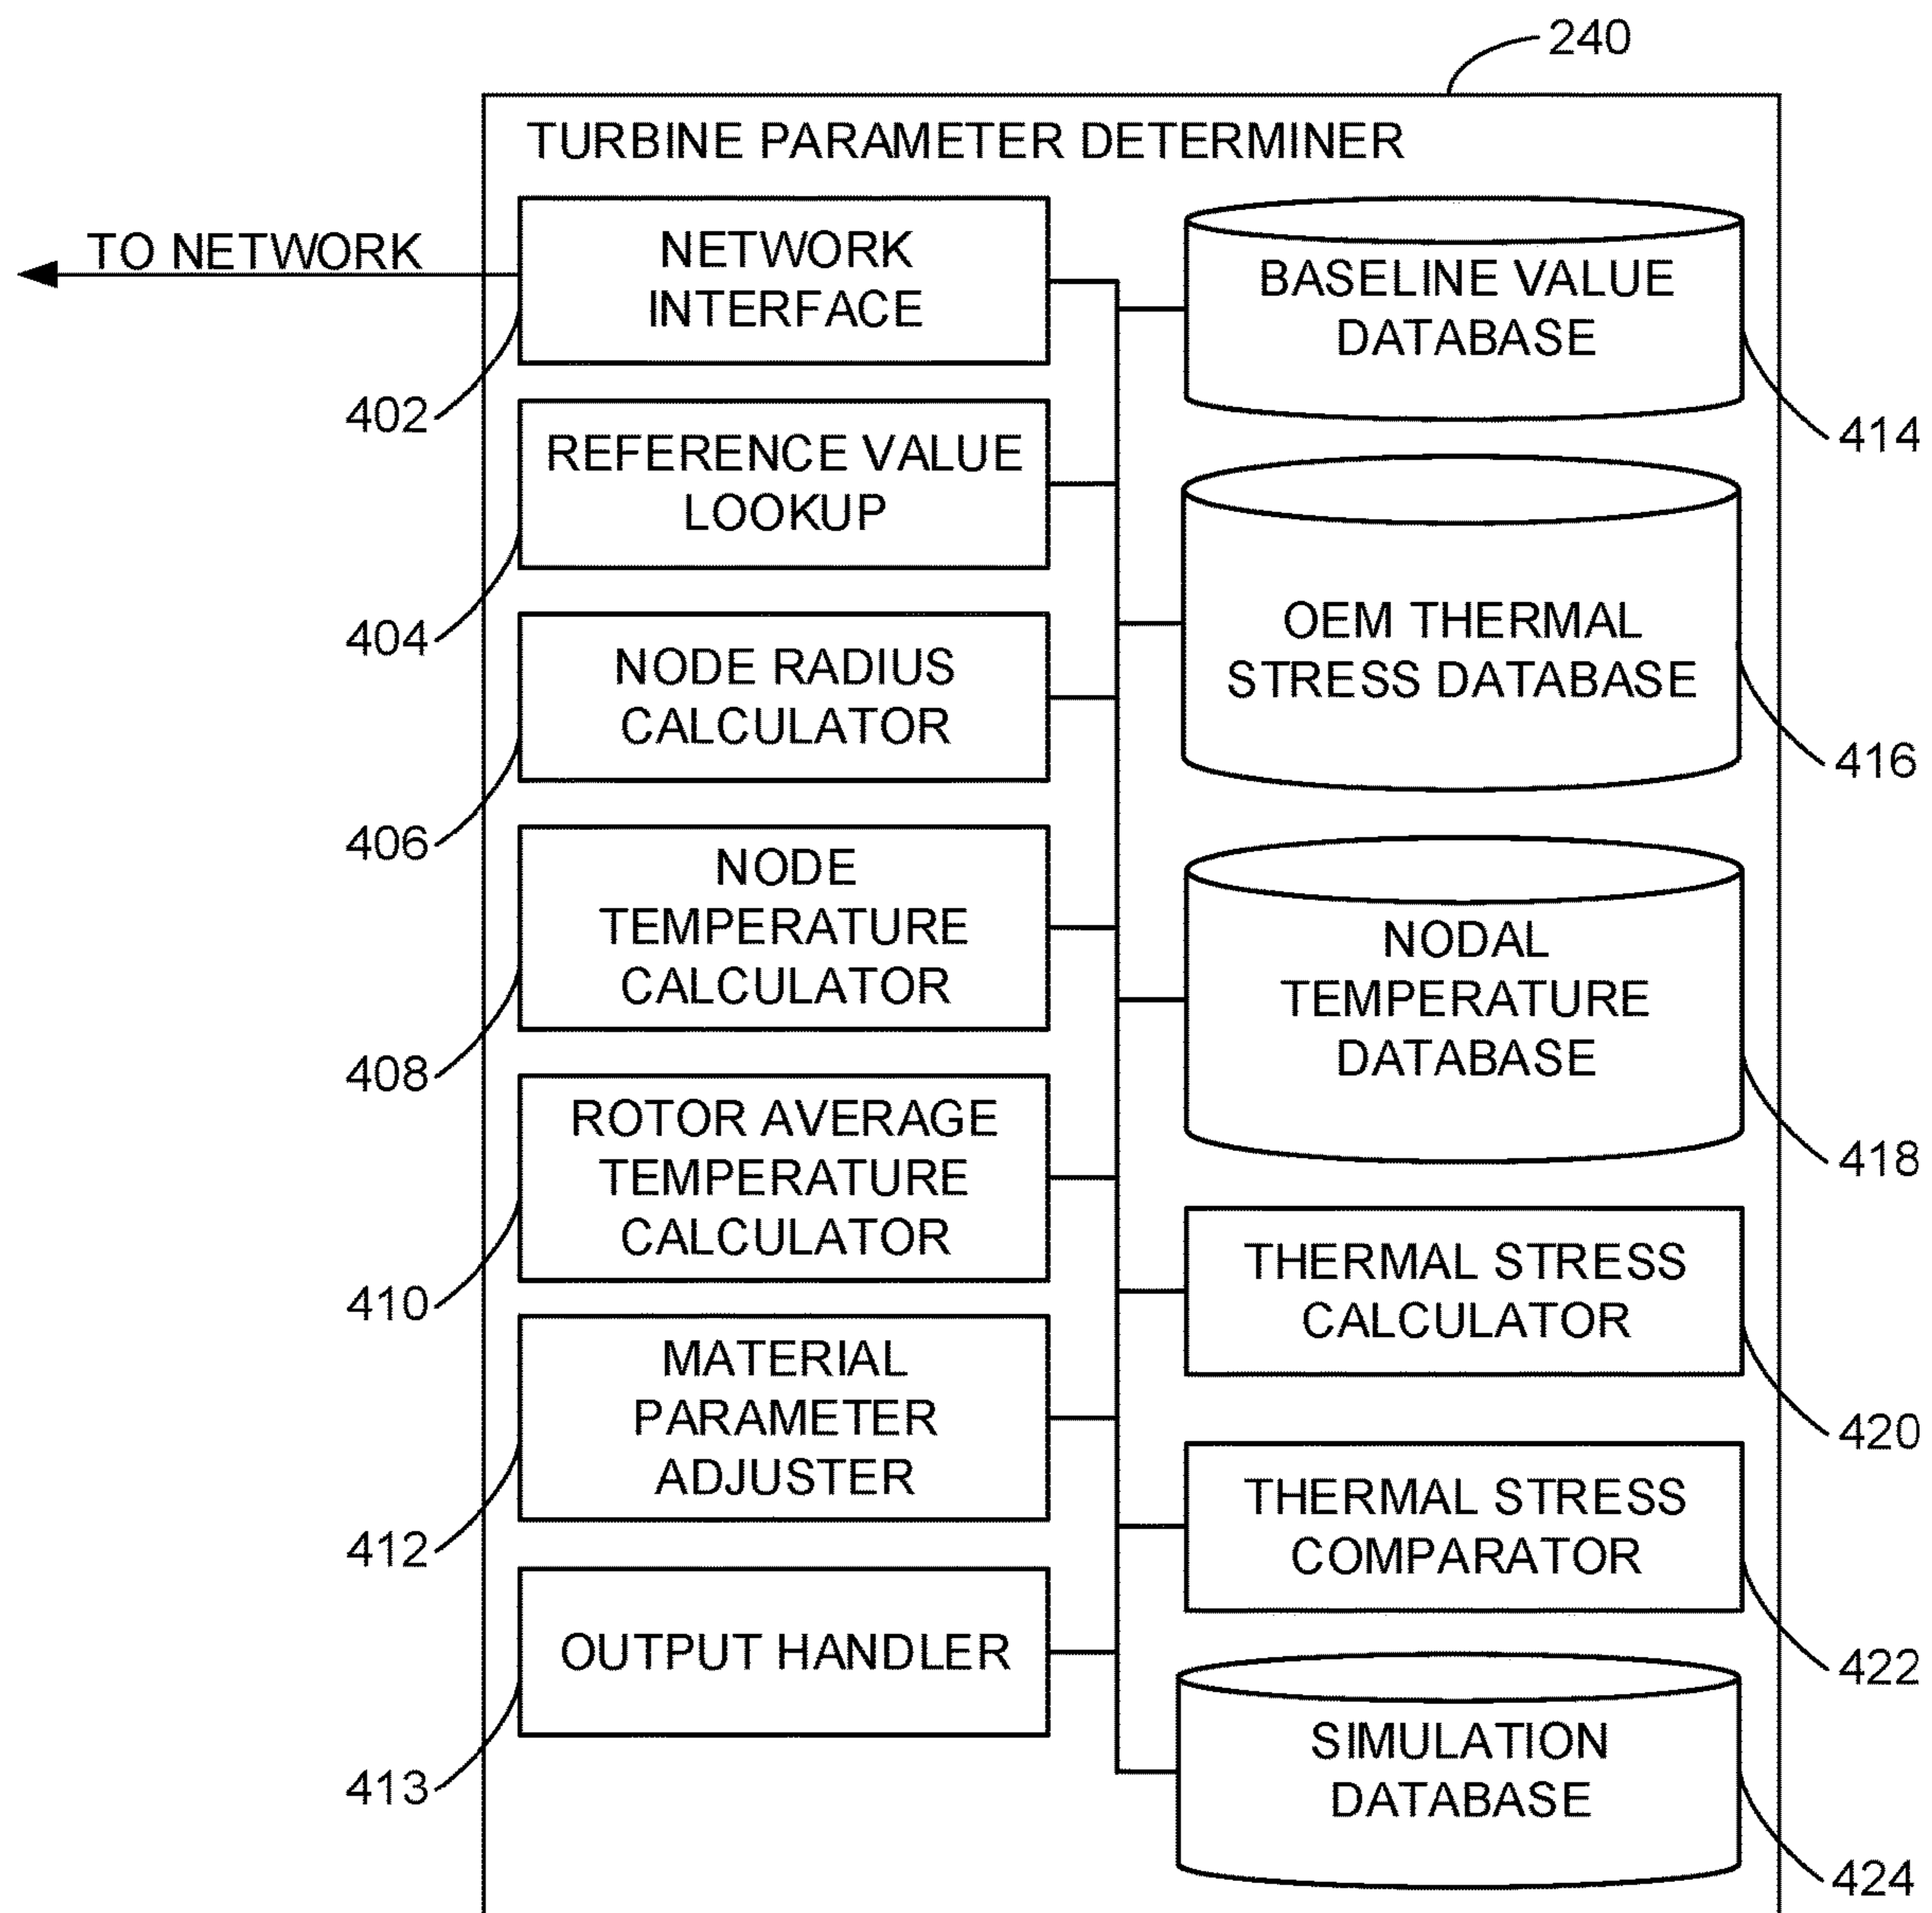 240
TURBINE PARAMETER DETERMINER
TO NETWORK
NETWORK
INTERFACE
402
REFERENCE VALUE
LOOKUP
404
NODE RADIUS
CALCULATOR
406
NODE
TEMPERATURE
CALCULATOR
408
ROTOR AVERAGE
TEMPERATURE
CALCULATOR
410
MATERIAL
PARAMETER
ADJUSTER
412
OUTPUT HANDLER
413
BASELINE VALUE
DATABASE
414
OEM THERMAL
STRESS DATABASE
416
NODAL
TEMPERATURE
DATABASE
418
THERMAL STRESS
CALCULATOR
420
THERMAL STRESS
COMPARATOR
422
SIMULATION
DATABASE
424